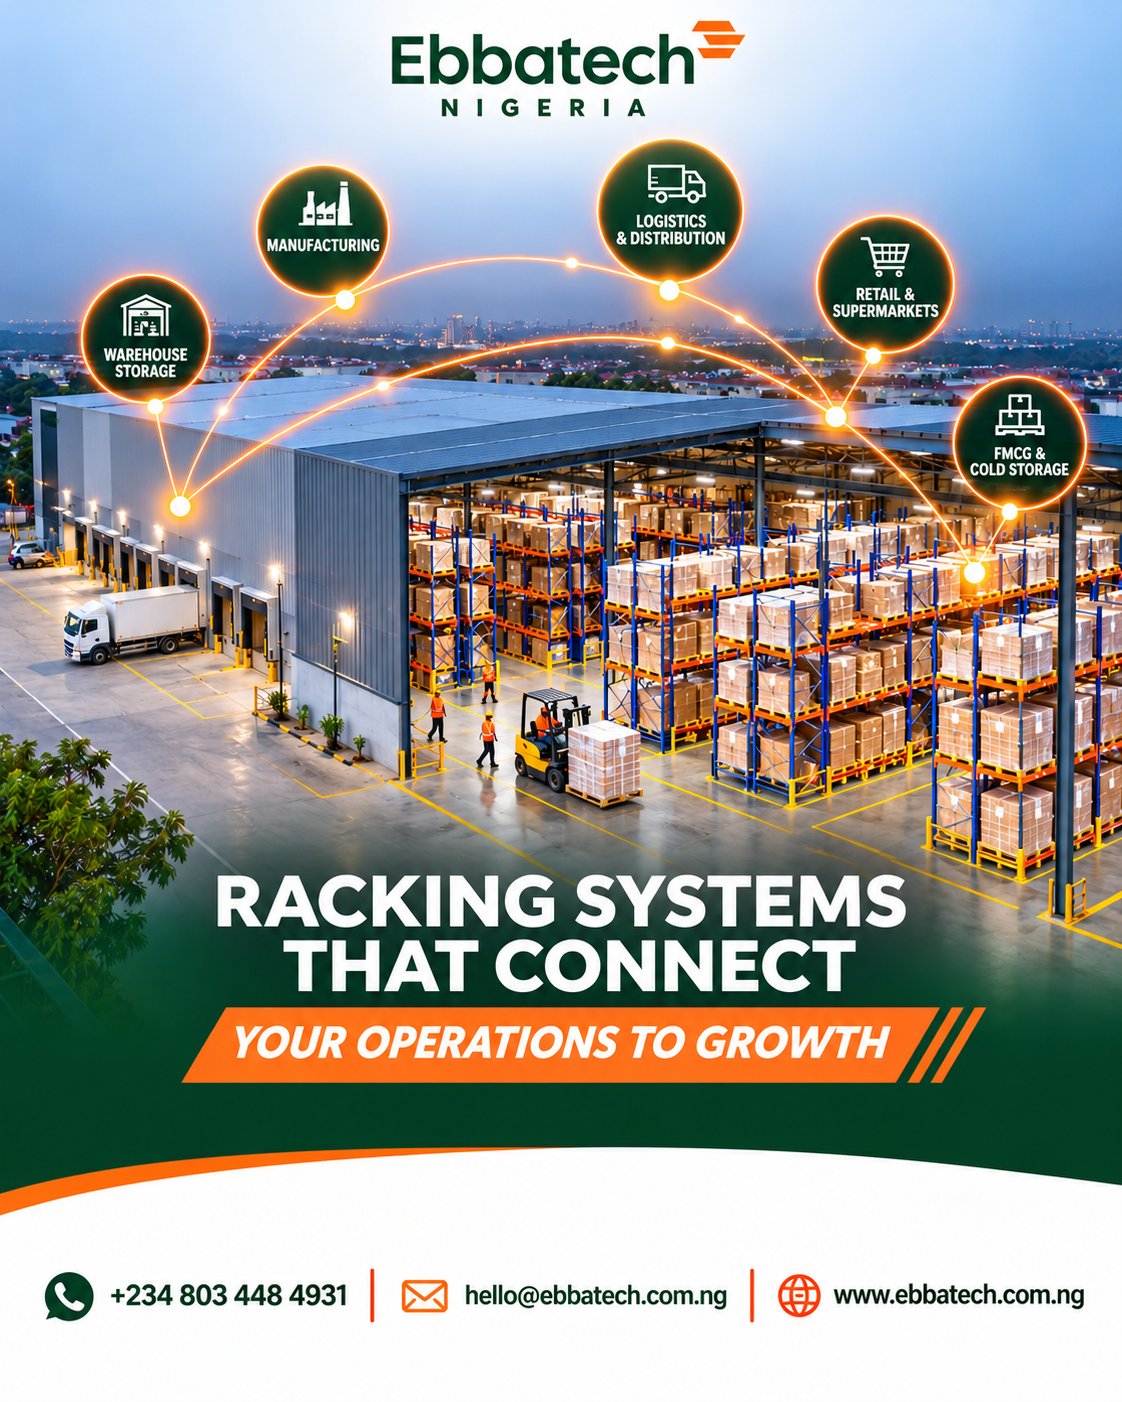 Ebbatech
NIGERIA
MANUFACTURING
LOGISTICS
& DISTRIBUTION
RETAIL &
SUPERMARKETS
WAREHOUSE
STORAGE
FMCG &
COLD STORAGE
RACKING SYSTEMS
THAT CONNECT
YOUR OPERATIONS TO GROWTH
+234 803 448 4931
hello@ebbatech.com.ng
www.ebbatech.com.ng